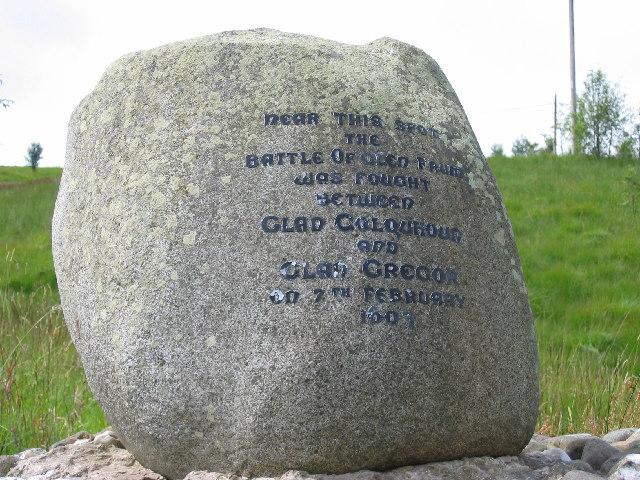 Near this spot
the
Battle of Glen Fruin
was fought
between
Clan Colquhoun
and
Clan Gregor
on 7th February
1603